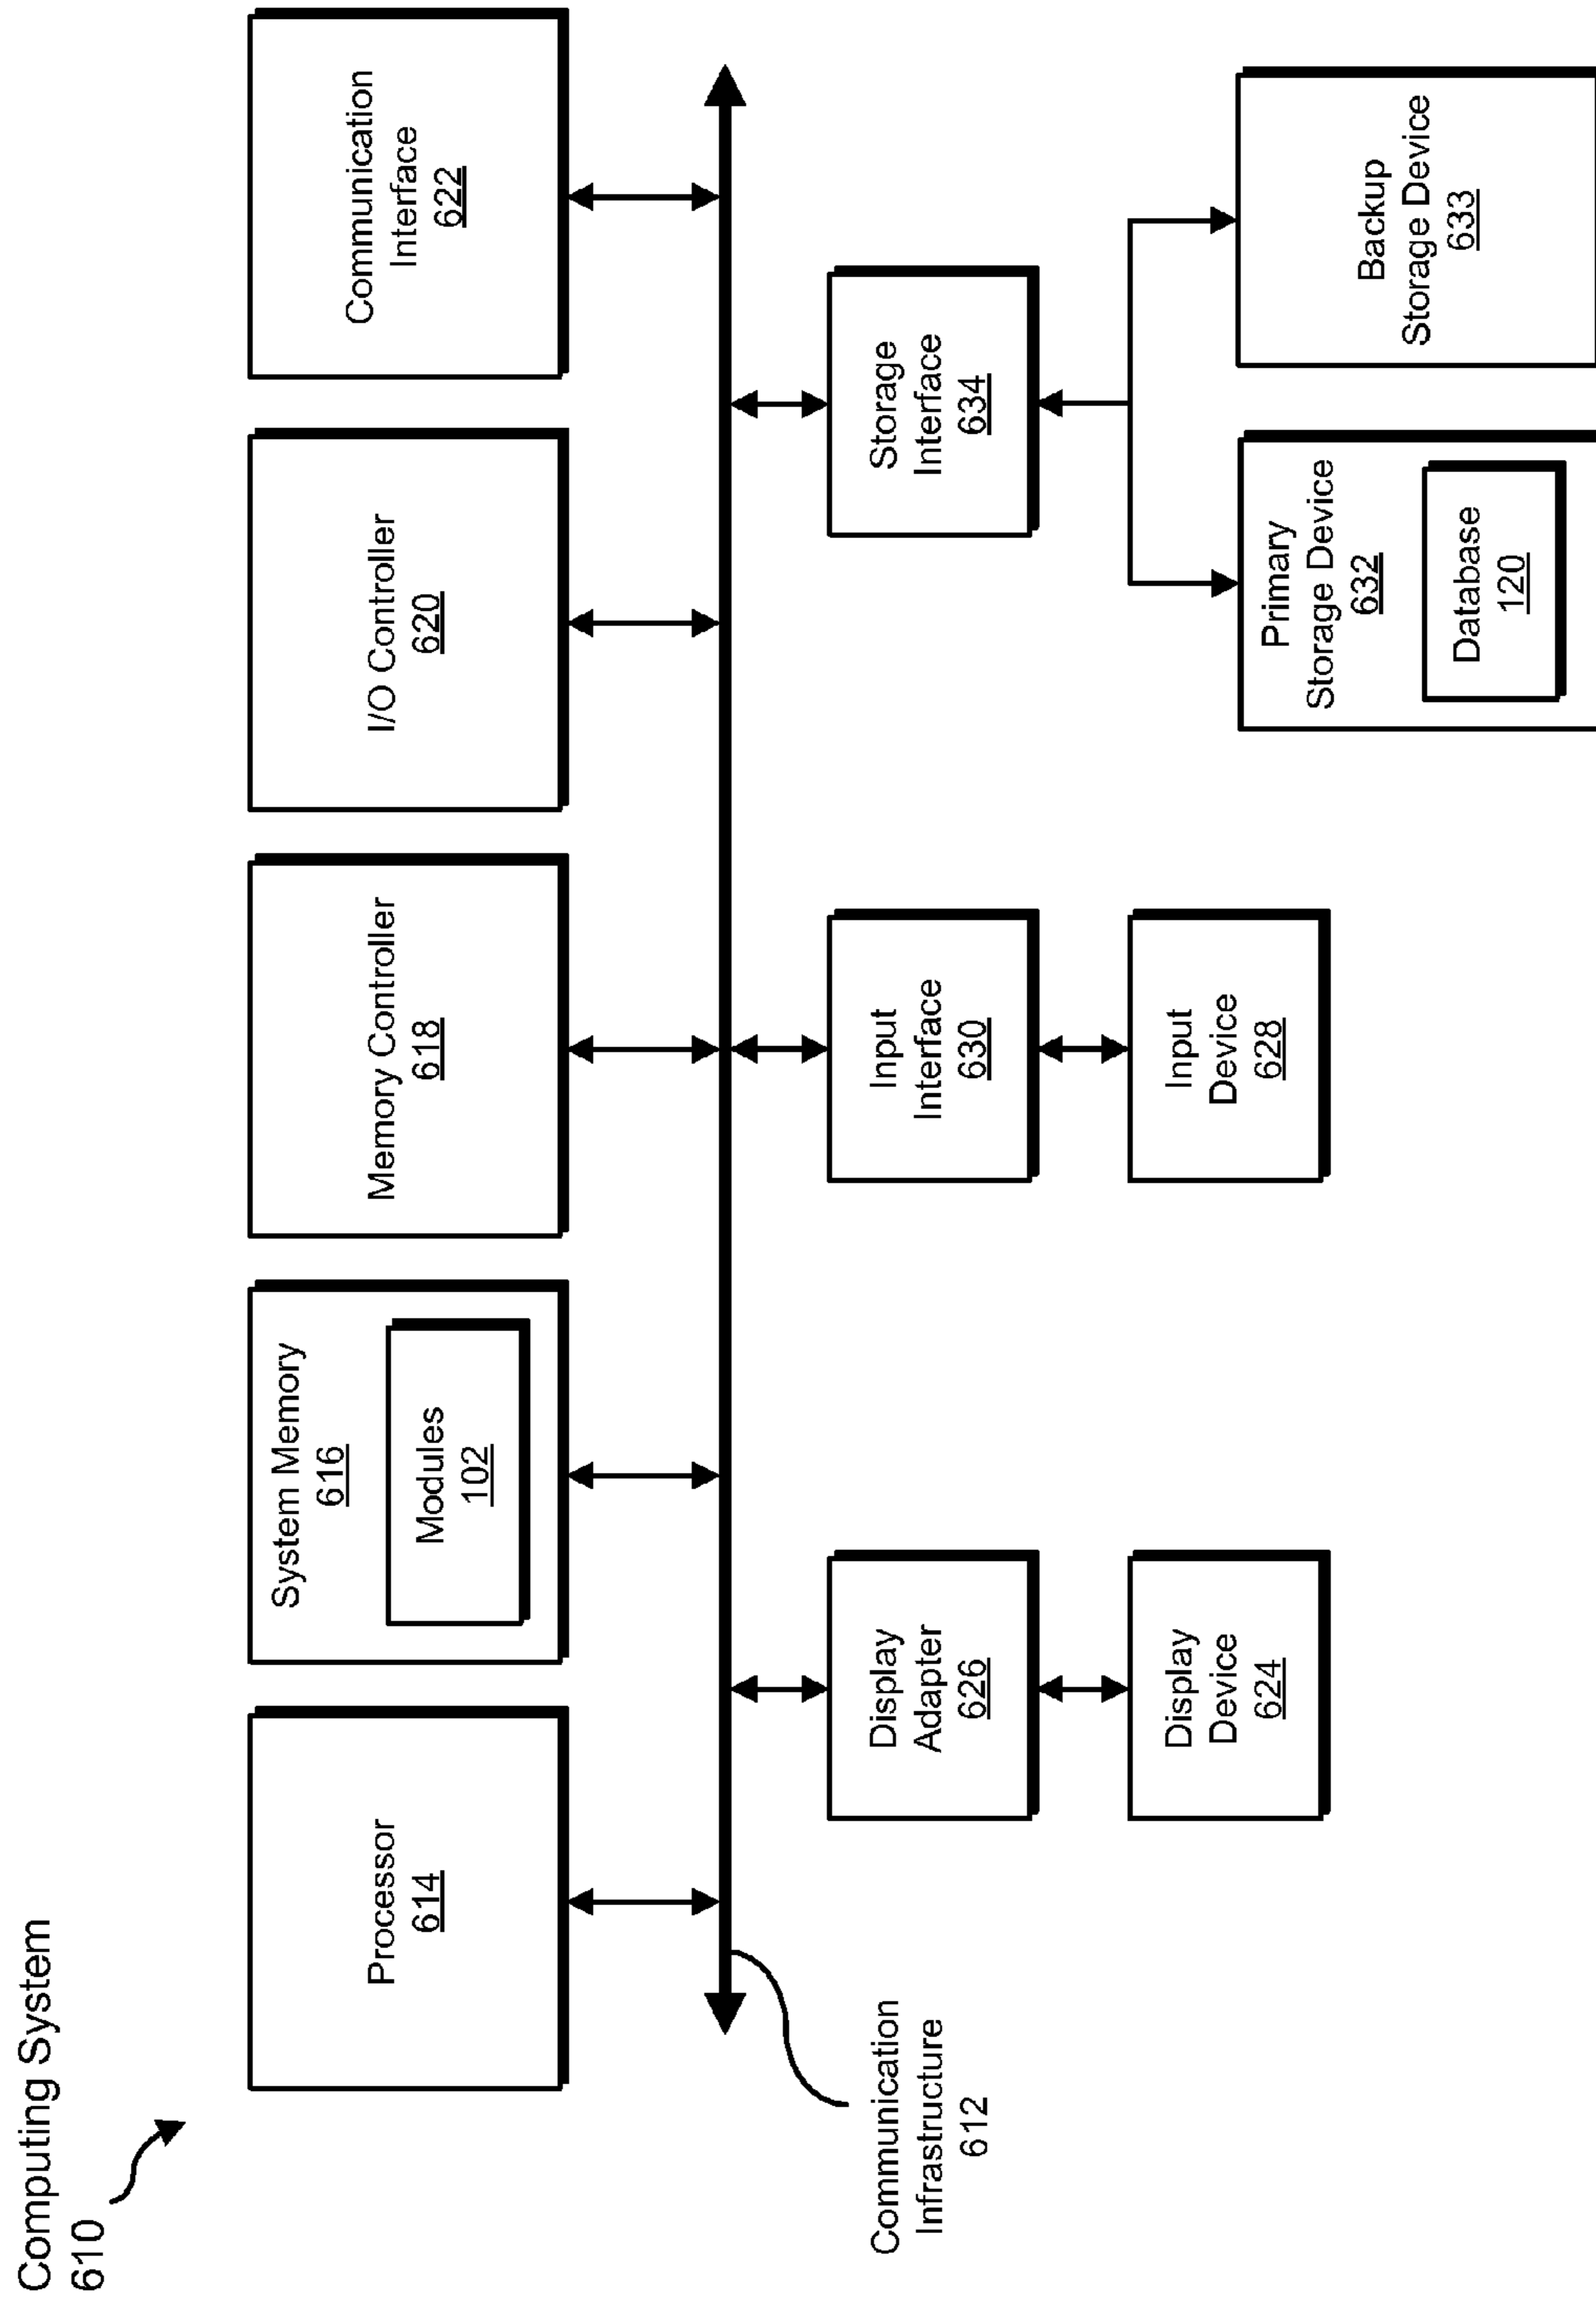 Computing System
610
Processor
614
System Memory
616
Modules
102
Memory Controller
618
I/O Controller
620
Communication
Interface
622
Communication
Infrastructure
612
Display
Adapter
626
Display
Device
624
Input
Interface
630
Input
Device
628
Storage
Interface
634
Primary
Storage Device
632
Database
120
Backup
Storage Device
633